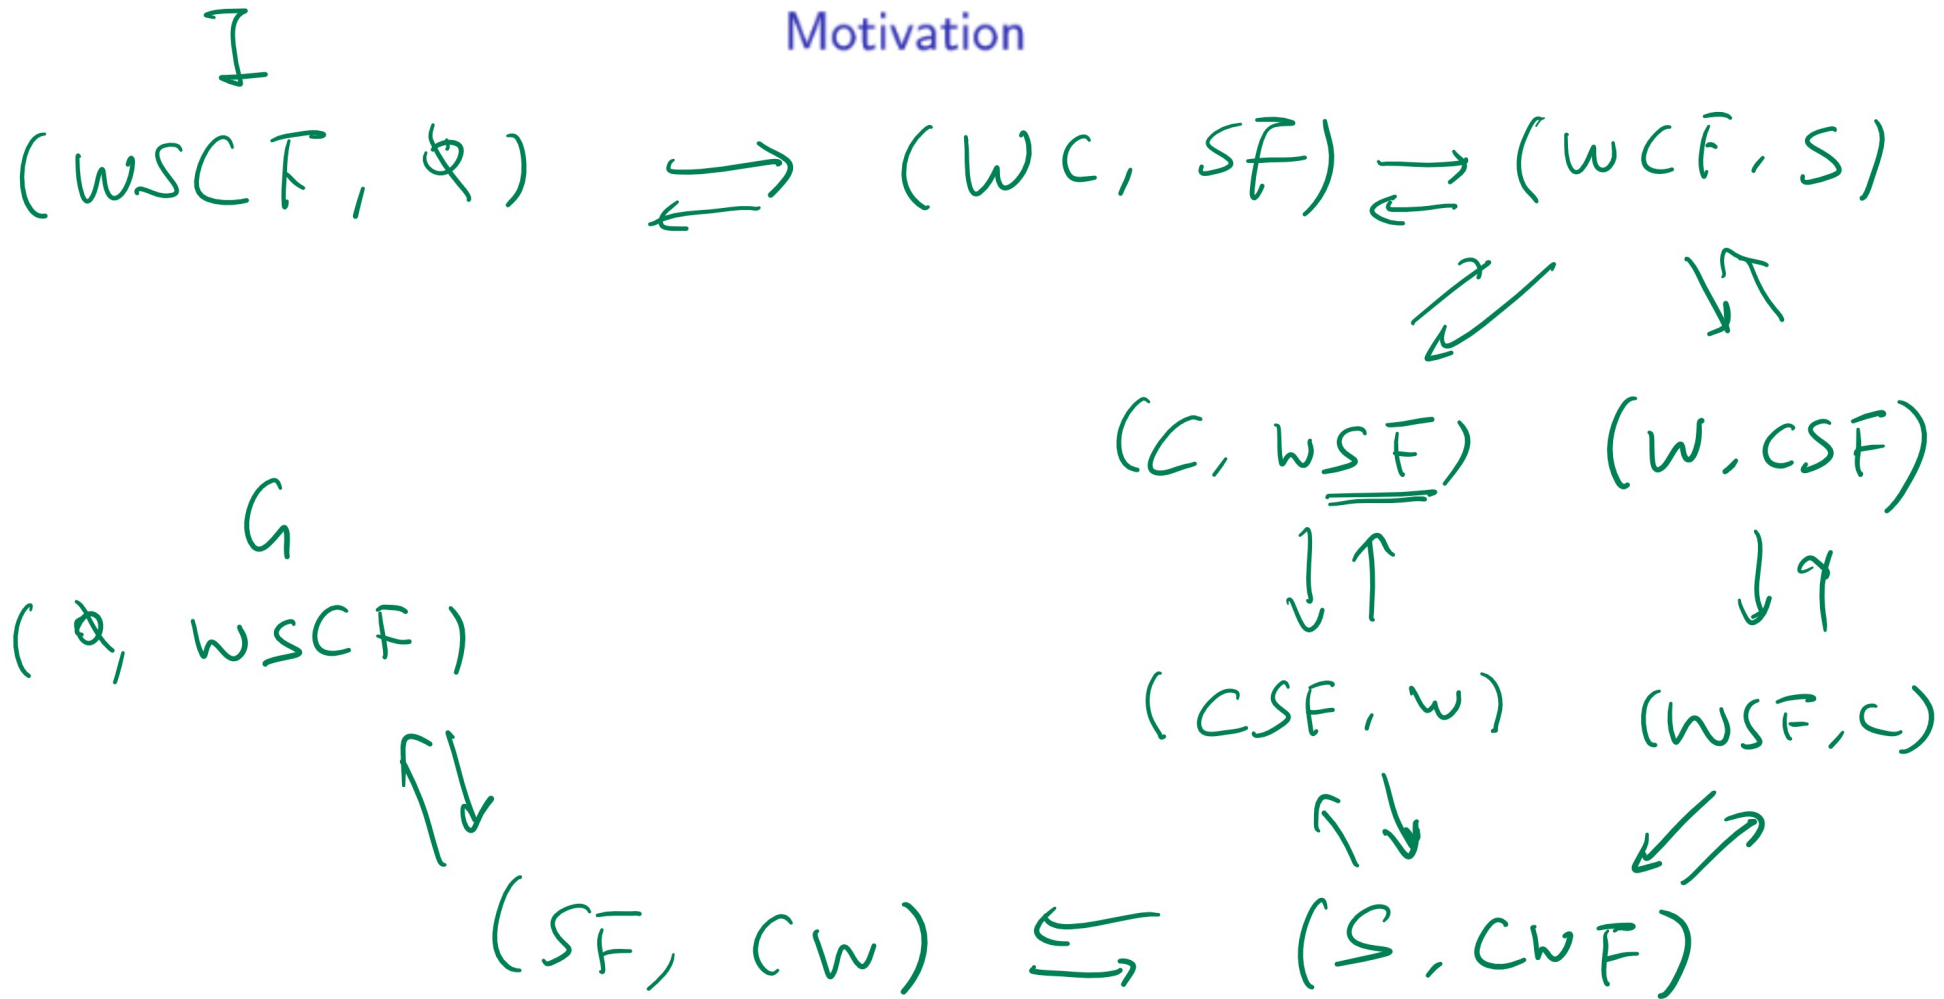 Motivation
I
(WSCF, Φ) ⇌ (WC, SF) ⇌ (WCF, S)
(C, WSF) (W, CSF)
G
(Φ, WSCF)
(CSF, W) (WSF, C)
(SF, CW) ⇋ (S, CWF)